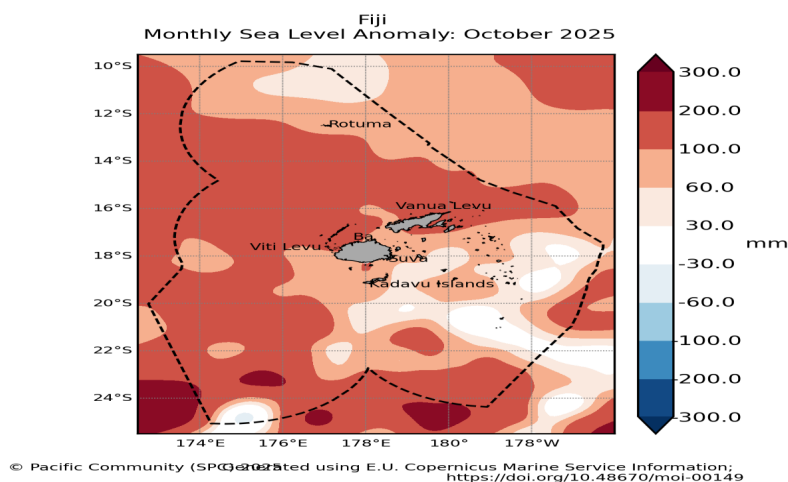 Fiji
Monthly Sea Level Anomaly: October 2025
10°S
12°S
14°S
16°S
18°S
20°S
22°S
24°S
Rotuma
Vanua Levu
Ba
Viti Levu
Suva
Kadavu Islands
174°E
176°E
178°E
180°
178°W
300.0
200.0
100.0
60.0
30.0
-30.0
-60.0
-100.0
-200.0
-300.0
mm
© Pacific Community (SPC) 2025
Generated using E.U. Copernicus Marine Service Information;
https://doi.org/10.48670/moi-00149